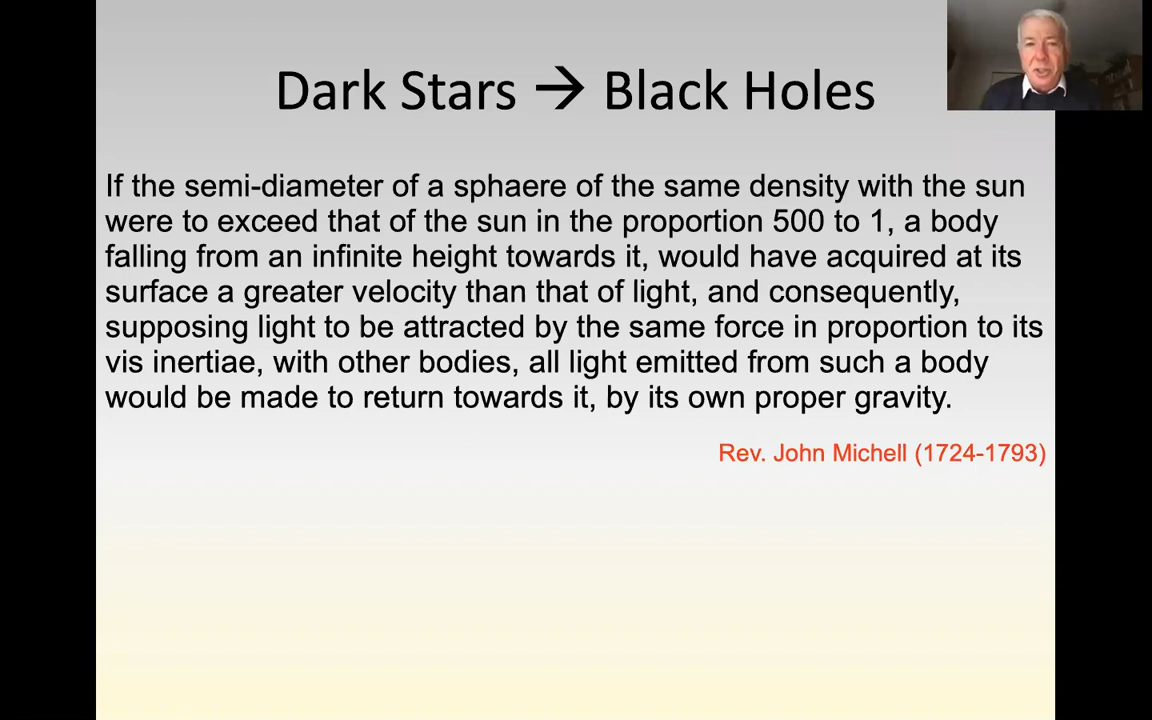 Dark Stars → Black Holes
If the semi-diameter of a sphaere of the same density with the sun
were to exceed that of the sun in the proportion 500 to 1, a body
falling from an infinite height towards it, would have acquired at its
surface a greater velocity than that of light, and consequently,
supposing light to be attracted by the same force in proportion to its
vis inertiae, with other bodies, all light emitted from such a body
would be made to return towards it, by its own proper gravity.
Rev. John Michell (1724-1793)